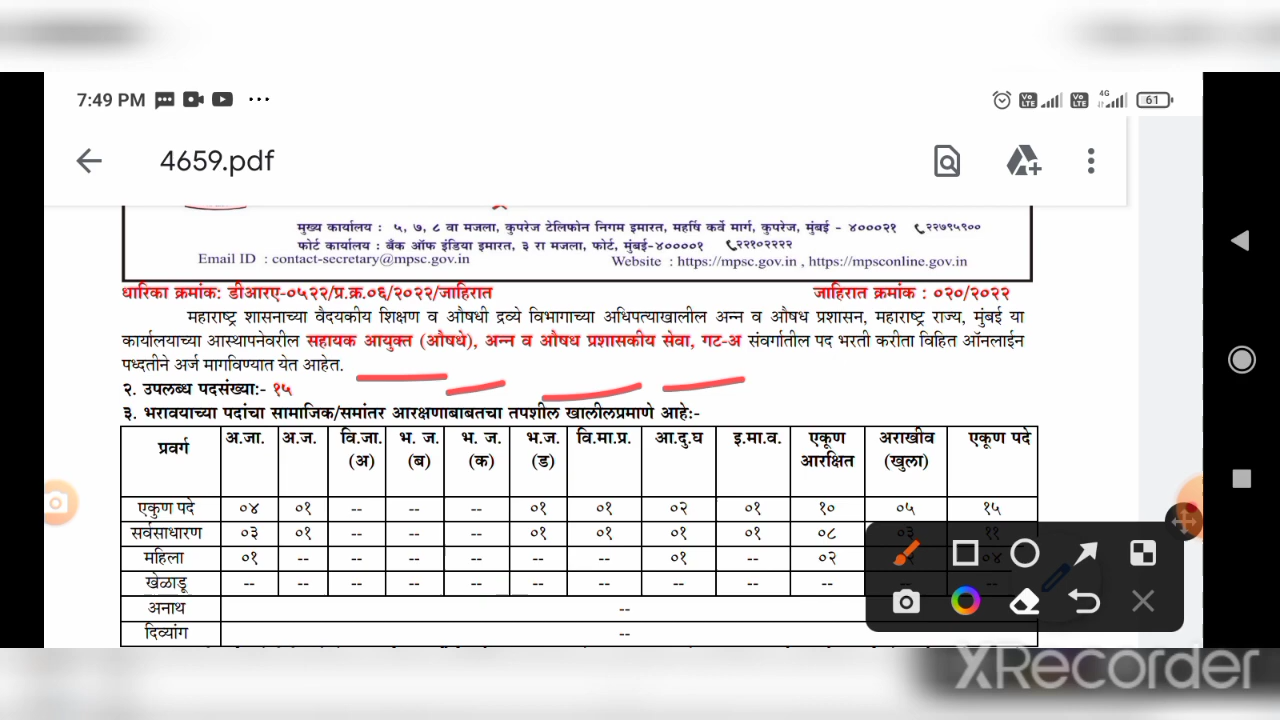 7:49 PM ... 4G 61
4659.pdf
मुख्य कार्यालय : ५, ७, ८ वा मजला, कुपरेज टेलिफोन निगम इमारत, महर्षि कर्वे मार्ग, कुपरेज, मुंबई - ४०००२१ २२७९५९००
फोर्ट कार्यालय : बँक ऑफ इंडिया इमारत, ३ रा मजला, फोर्ट, मुंबई-४००००१ २२१०२२२२
Email ID : contact-secretary@mpsc.gov.in Website : https://mpsc.gov.in , https://mpsconline.gov.in
धारिका क्रमांक: डीआरए-०५२२/प्र.क्र.०६/२०२२/जाहिरात जाहिरात क्रमांक : ०२०/२०२२
महाराष्ट्र शासनाच्या वैदयकीय शिक्षण व औषधी द्रव्ये विभागाच्या अधिपत्याखालील अन्न व औषध प्रशासन, महाराष्ट्र राज्य, मुंबई या
कार्यालयाच्या आस्थापनेवरील सहायक आयुक्त (औषधे), अन्न व औषध प्रशासकीय सेवा, गट-अ संवर्गातील पद भरती करीता विहित ऑनलाईन
पध्दतीने अर्ज मागविण्यात येत आहेत.
२. उपलब्ध पदसंख्या:- १५
३. भरावयाच्या पदांचा सामाजिक/समांतर आरक्षणाबाबतचा तपशील खालीलप्रमाणे आहे:-
प्रवर्ग अ.जा. अ.ज. वि.जा. (अ) भ. ज. (ब) भ. ज. (क) भ.ज. (ड) वि.मा.प्र. आ.दु.घ इ.मा.व. एकूण आरक्षित अराखीव (खुला) एकूण पदे
एकुण पदे ०४ ०१ -- -- -- ०१ ०१ ०२ ०१ १० ०५ १५
सर्वसाधारण ०३ ०१ -- -- -- ०१ ०१ ०१ ०१ ०८ ०३ ११
महिला ०१ -- -- -- -- -- -- ०१ -- ०२ ०४
खेळाडू -- -- -- -- -- -- -- -- -- -- -- --
अनाथ --
दिव्यांग --
XRecorder